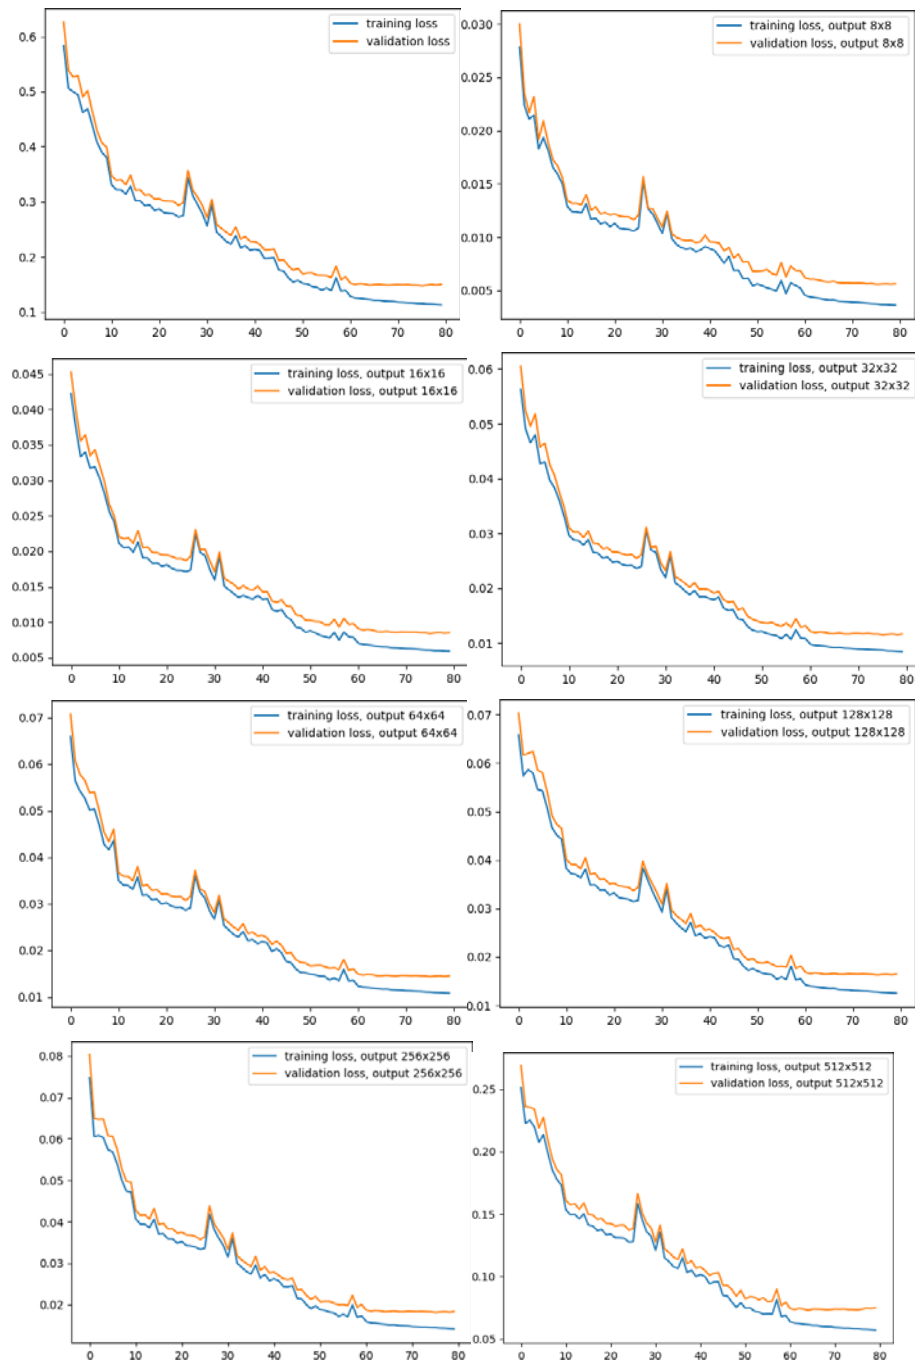 training loss
validation loss
0.6
0.5
0.4
0.3
0.2
0.1
0 10 20 30 40 50 60 70 80
training loss, output 8x8
validation loss, output 8x8
0.030
0.025
0.020
0.015
0.010
0.005
0 10 20 30 40 50 60 70 80
training loss, output 16x16
validation loss, output 16x16
0.045
0.040
0.035
0.030
0.025
0.020
0.015
0.010
0.005
0 10 20 30 40 50 60 70 80
training loss, output 32x32
validation loss, output 32x32
0.06
0.05
0.04
0.03
0.02
0.01
0 10 20 30 40 50 60 70 80
training loss, output 64x64
validation loss, output 64x64
0.07
0.06
0.05
0.04
0.03
0.02
0.01
0 10 20 30 40 50 60 70 80
training loss, output 128x128
validation loss, output 128x128
0.07
0.06
0.05
0.04
0.03
0.02
0.01
0 10 20 30 40 50 60 70 80
training loss, output 256x256
validation loss, output 256x256
0.08
0.07
0.06
0.05
0.04
0.03
0.02
0 10 20 30 40 50 60 70 80
training loss, output 512x512
validation loss, output 512x512
0.25
0.20
0.15
0.10
0.05
0 10 20 30 40 50 60 70 80